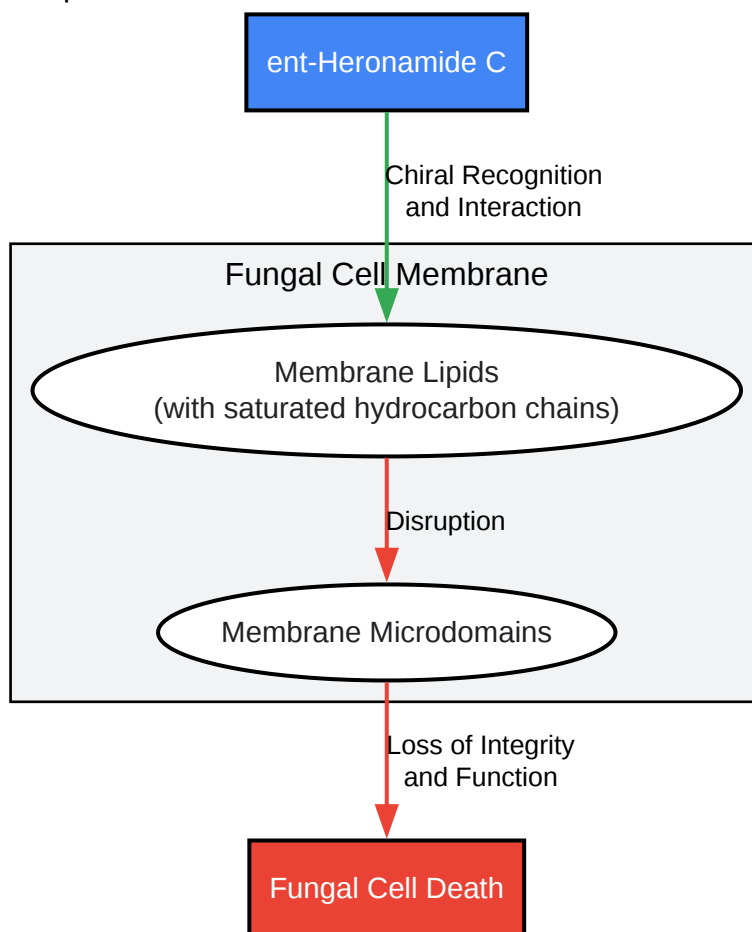 ent-Heronamide C
Chiral Recognition
and Interaction
Fungal Cell Membrane
Membrane Lipids
(with saturated hydrocarbon chains)
Disruption
Membrane Microdomains
Loss of Integrity
and Function
Fungal Cell Death